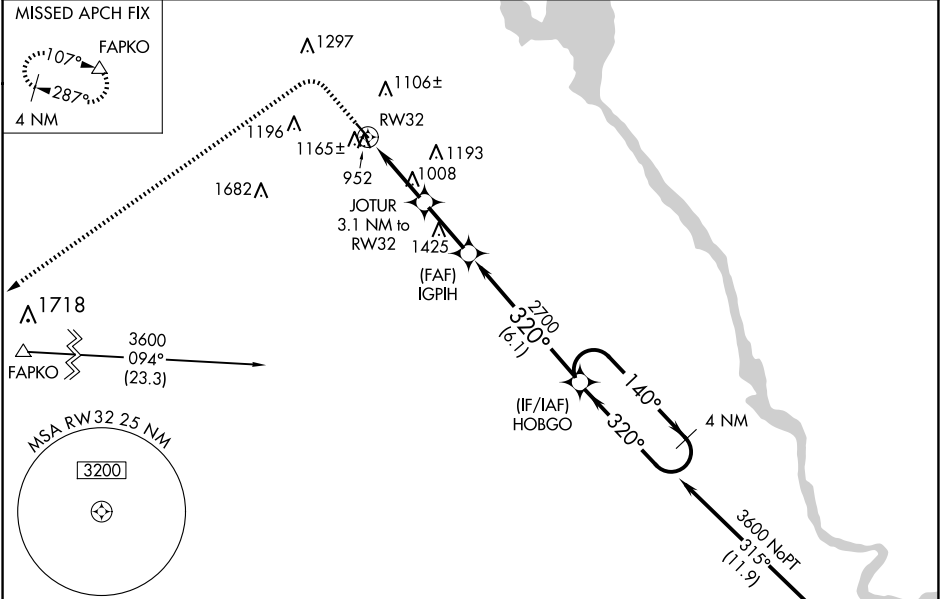 MISSED APCH FIX
FAPKO
107°
287°
4 NM
1297
1106±
RW32
1196
1165±
1193
952
1008
1682
JOTUR
3.1 NM to
RW32
1425
(FAF)
IGPIH
1718
3600
094°
(23.3)
FAPKO
2700
320°
(6.1)
(IF/IAF)
HOBGO
140°
320°
4 NM
MSA RW32 25 NM
3200
3600 NoPT
315°
(11.9)